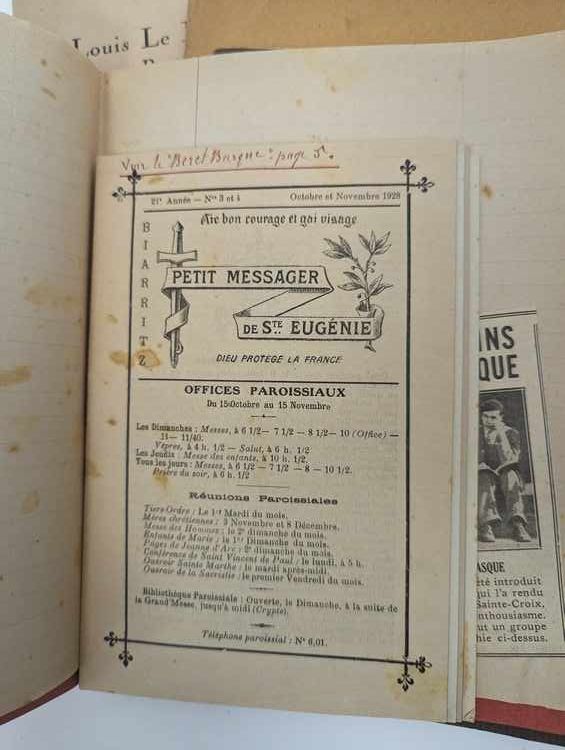 Louis Le
Voir le "Beret Basque" page 5.
21e Année — Nos 3 et 4 Octobre et Novembre 1928
Air bon courage et gai visage
BIARRITZ
PETIT MESSAGER
DE STE EUGÉNIE
DIEU PROTÈGE LA FRANCE
OFFICES PAROISSIAUX
Du 15 Octobre au 15 Novembre
Les Dimanches : Messes, à 6 1/2 — 7 1/2 — 8 1/2 — 10 (Office) —
11 — 11/40.
Vêpres, à 4 h. 1/2 — Salut, à 6 h. 1/2
Les Jeudis : Messe des enfants, à 10 h. 1/2.
Tous les jours : Messes, à 6 1/2 — 7 1/2 — 8 — 10 1/2.
Prière du soir, à 6 h. 1/2
Réunions Paroissiales
Tiers-Ordre : Le 1er Mardi du mois.
Mères chrétiennes : 3 Novembre et 8 Décembre.
Messe des Hommes : le 2e dimanche du mois.
Enfants de Marie : le 1er Dimanche du mois.
Pages de Jeanne d'Arc : 2e dimanche du mois.
Conférence de Saint Vincent de Paul : le lundi, à 5 h.
Ouvroir Sainte Marthe : le mardi après-midi.
Ouvroir de la Sacristie : le premier Vendredi du mois.
Bibliothèque Paroissiale : Ouverte, le Dimanche, à la suite de
la Grand'Messe, jusqu'à midi (Crypte).
Téléphone paroissial : No 6,01.
INS
QUE
ASQUE
été introduit
qui l'a rendu
Sainte-Croix,
nthousiasme.
ut un groupe
hie ci-dessus.